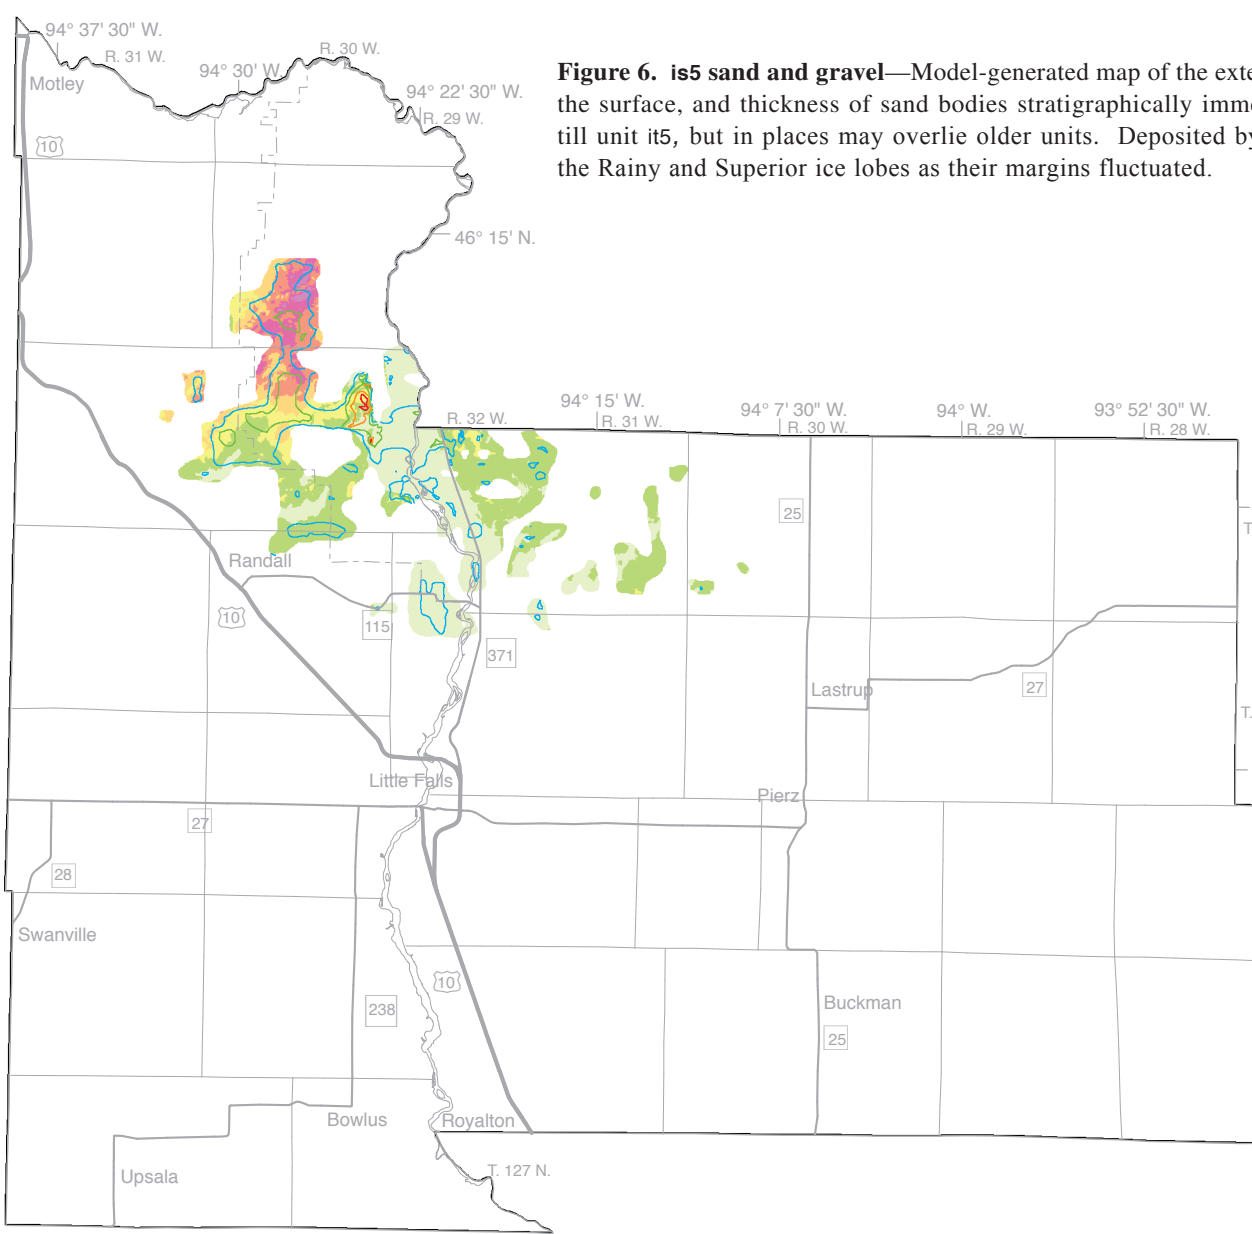 94° 37' 30" W.
R. 31 W.
R. 30 W.
94° 30' W.
94° 22' 30" W.
R. 29 W.
Motley
10
46° 15' N.
Figure 6. is5 sand and gravel—Model-generated map of the exte
the surface, and thickness of sand bodies stratigraphically imme
till unit it5, but in places may overlie older units. Deposited by
the Rainy and Superior ice lobes as their margins fluctuated.
94° 15' W.
94° 7' 30" W.
94° W.
93° 52' 30" W.
R. 32 W.
R. 31 W.
R. 30 W.
R. 29 W.
R. 28 W.
25
T
Randall
10
115
371
Lastrup
27
T.
Little Falls
Pierz
27
28
Swanville
10
238
Buckman
25
Bowlus
Royalton
Upsala
T. 127 N.